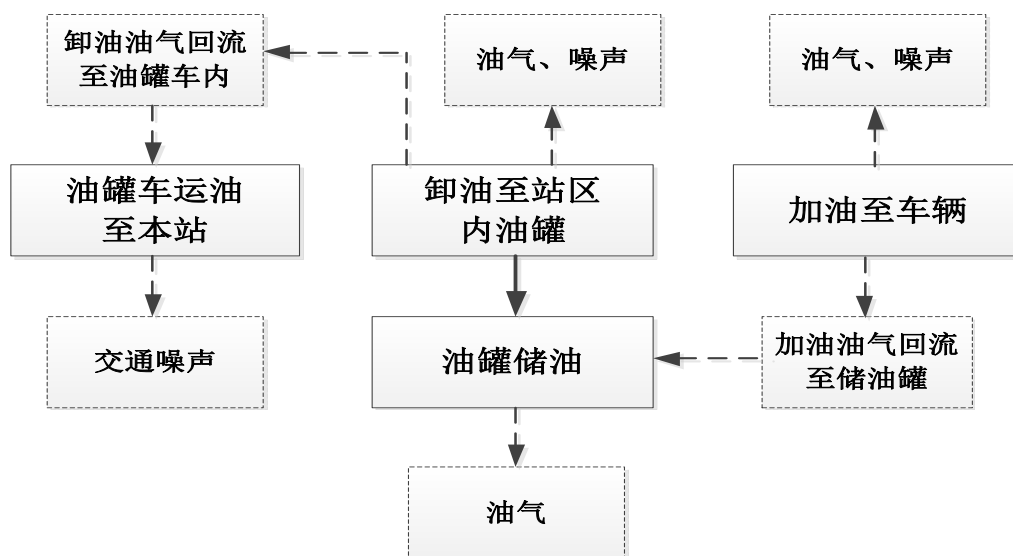 卸油油气回流
至油罐车内
油气、噪声
油气、噪声
油罐车运油
至本站
卸油至站区
内油罐
加油至车辆
交通噪声
油罐储油
加油油气回流
至储油罐
油气